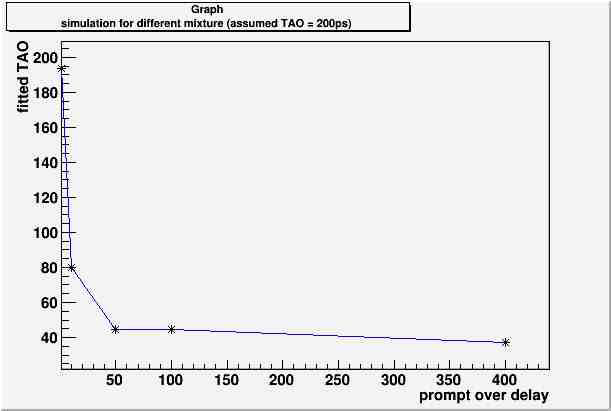 Graph
simulation for different mixture (assumed TAO = 200ps)
fitted TAO
200
180
160
140
120
100
80
60
40
50 100 150 200 250 300 350 400
prompt over delay